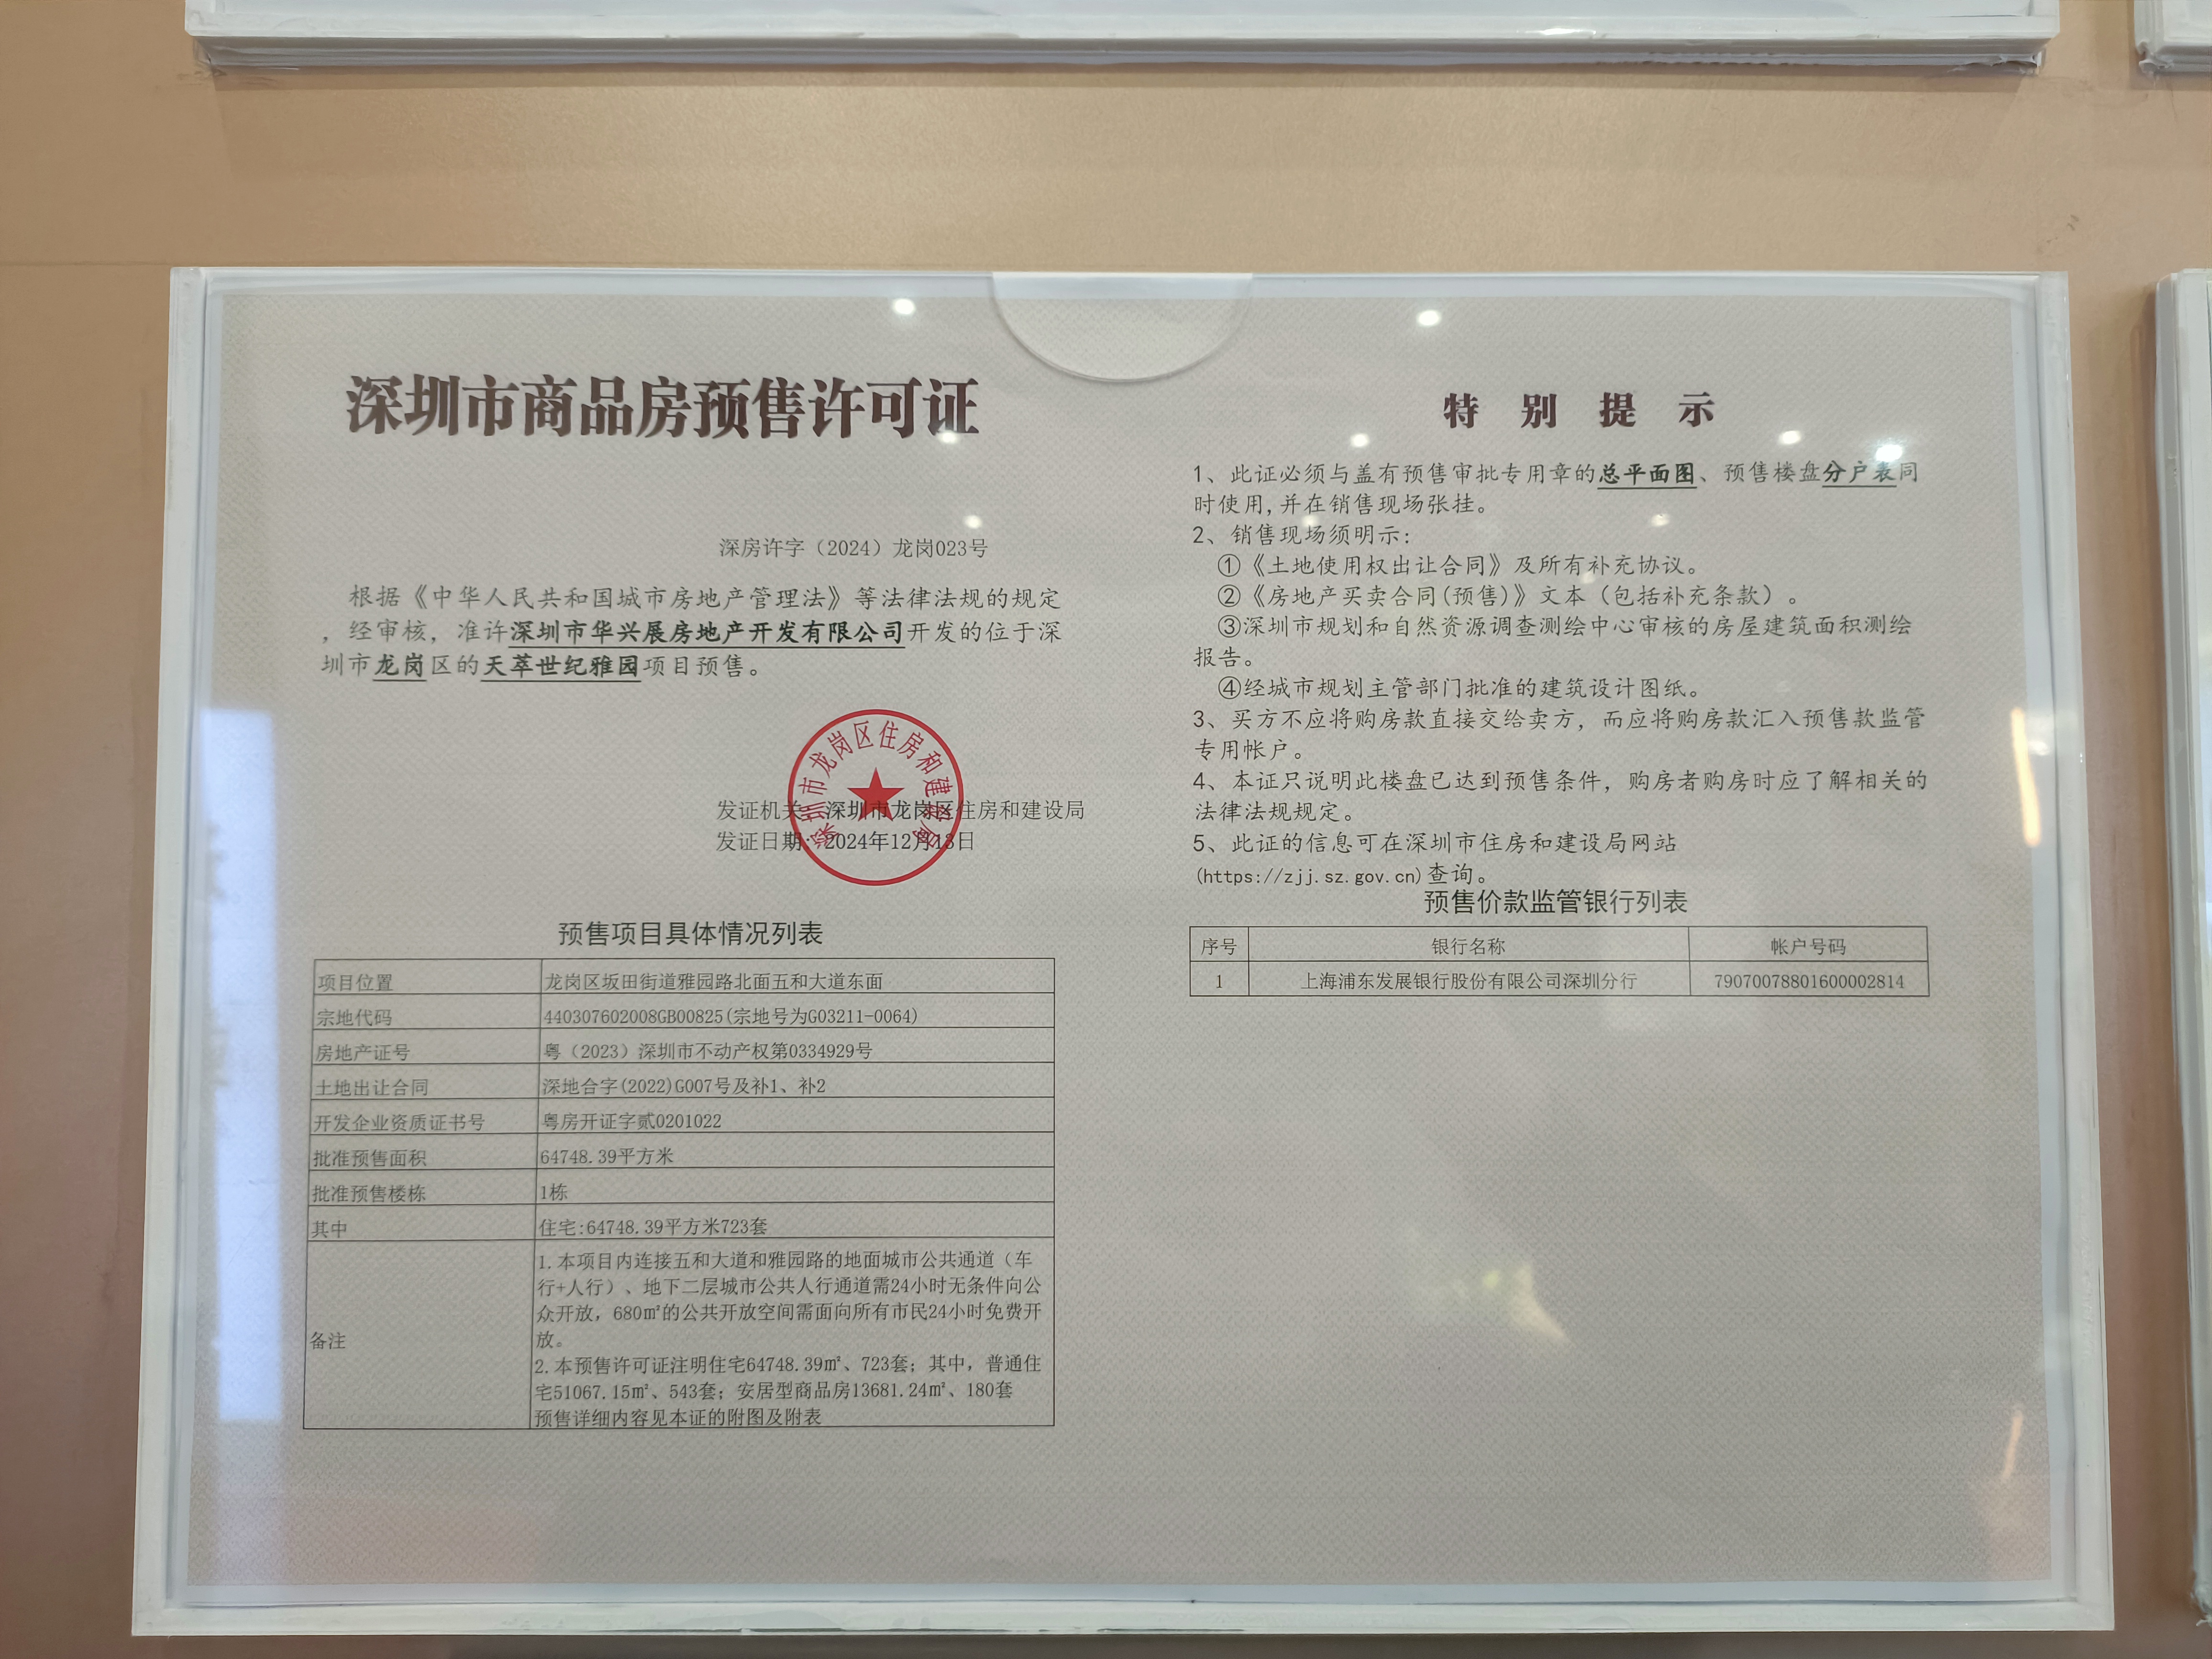 深圳市商品房预售许可证
深房许字（2024）龙岗023号
根据《中华人民共和国城市房地产管理法》等法律法规的规定
，经审核，准许深圳市华兴展房地产开发有限公司开发的位于深
圳市龙岗区的天萃世纪雅园项目预售。
深圳市龙岗区住房和建设局
发证机关：深圳市龙岗区住房和建设局
发证日期：2024年12月13日
预售项目具体情况列表
项目位置 龙岗区坂田街道雅园路北面五和大道东面
宗地代码 440307602008GB00825(宗地号为G03211-0064)
房地产证号 粤（2023）深圳市不动产权第0334929号
土地出让合同 深地合字(2022)G007号及补1、补2
开发企业资质证书号 粤房开证字贰0201022
批准预售面积 64748.39平方米
批准预售楼栋 1栋
其中 住宅:64748.39平方米723套
备注
1.本项目内连接五和大道和雅园路的地面城市公共通道（车
行+人行）、地下二层城市公共人行通道需24小时无条件向公
众开放，680㎡的公共开放空间需面向所有市民24小时免费开
放。
2.本预售许可证注明住宅64748.39㎡、723套；其中，普通住
宅51067.15㎡、543套；安居型商品房13681.24㎡、180套
预售详细内容见本证的附图及附表
特别提示
1、此证必须与盖有预售审批专用章的总平面图、预售楼盘分户表同
时使用,并在销售现场张挂。
2、销售现场须明示:
①《土地使用权出让合同》及所有补充协议。
②《房地产买卖合同(预售)》文本（包括补充条款）。
③深圳市规划和自然资源调查测绘中心审核的房屋建筑面积测绘
报告。
④经城市规划主管部门批准的建筑设计图纸。
3、买方不应将购房款直接交给卖方，而应将购房款汇入预售款监管
专用帐户。
4、本证只说明此楼盘已达到预售条件，购房者购房时应了解相关的
法律法规规定。
5、此证的信息可在深圳市住房和建设局网站
(https://zjj.sz.gov.cn)查询。
预售价款监管银行列表
序号 银行名称 帐户号码
1 上海浦东发展银行股份有限公司深圳分行 79070078801600002814